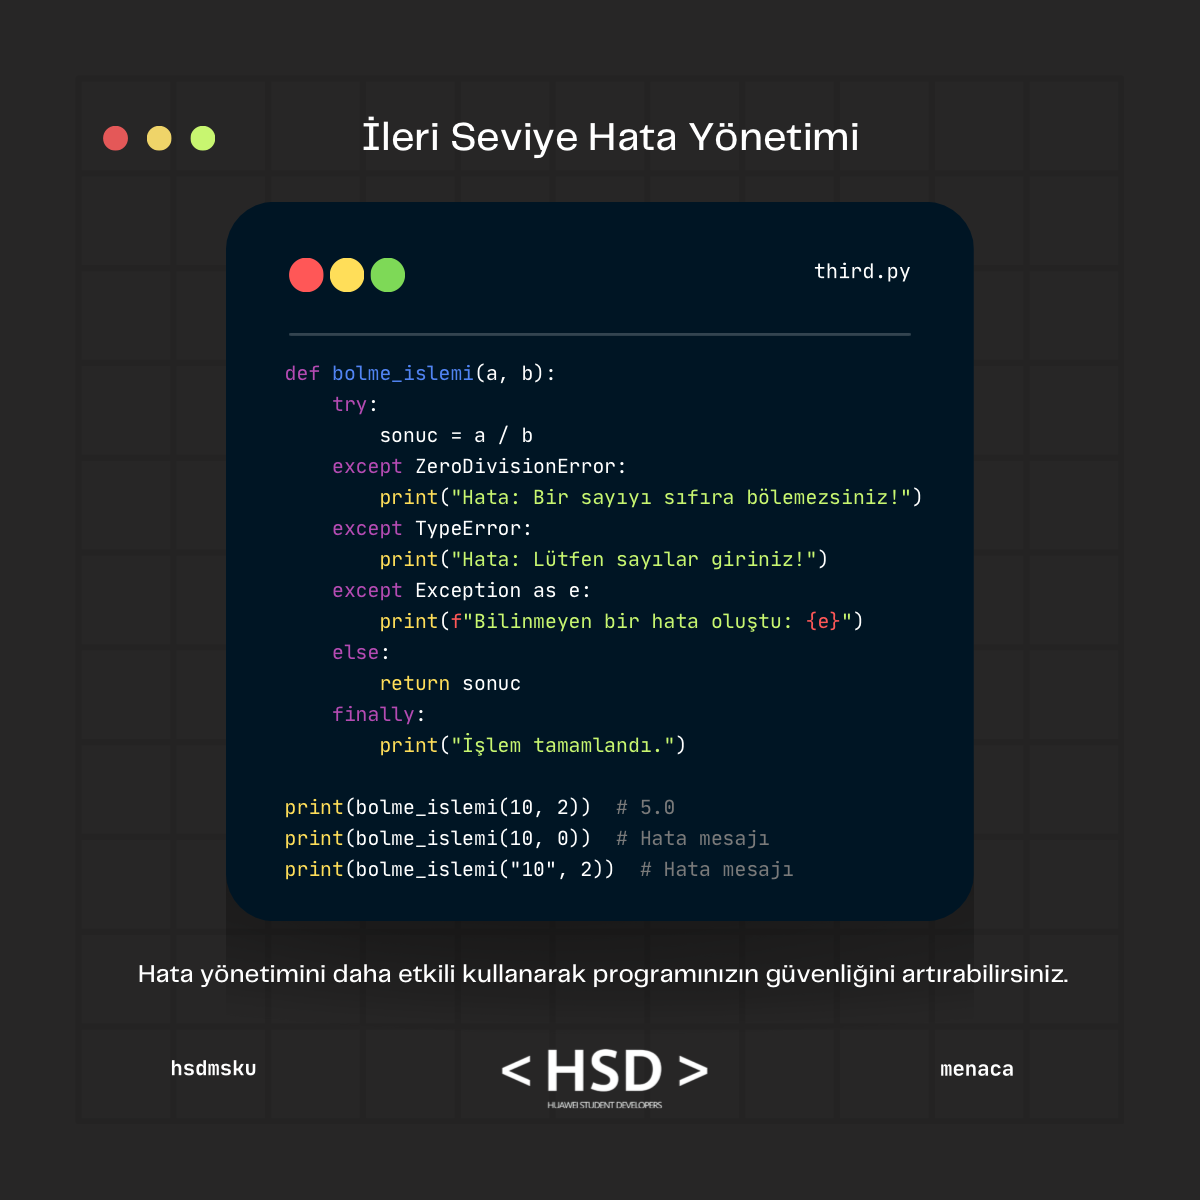 İleri Seviye Hata Yönetimi
third.py
def bolme_islemi(a, b):
    try:
        sonuc = a / b
    except ZeroDivisionError:
        print("Hata: Bir sayıyı sıfıra bölemezsiniz!")
    except TypeError:
        print("Hata: Lütfen sayılar giriniz!")
    except Exception as e:
        print(f"Bilinmeyen bir hata oluştu: {e}")
    else:
        return sonuc
    finally:
        print("İşlem tamamlandı.")

print(bolme_islemi(10, 2))  # 5.0
print(bolme_islemi(10, 0))  # Hata mesajı
print(bolme_islemi("10", 2))  # Hata mesajı
Hata yönetimini daha etkili kullanarak programınızın güvenliğini artırabilirsiniz.
hsdmsku
< HSD >
HUAWEI STUDENT DEVELOPERS
menaca